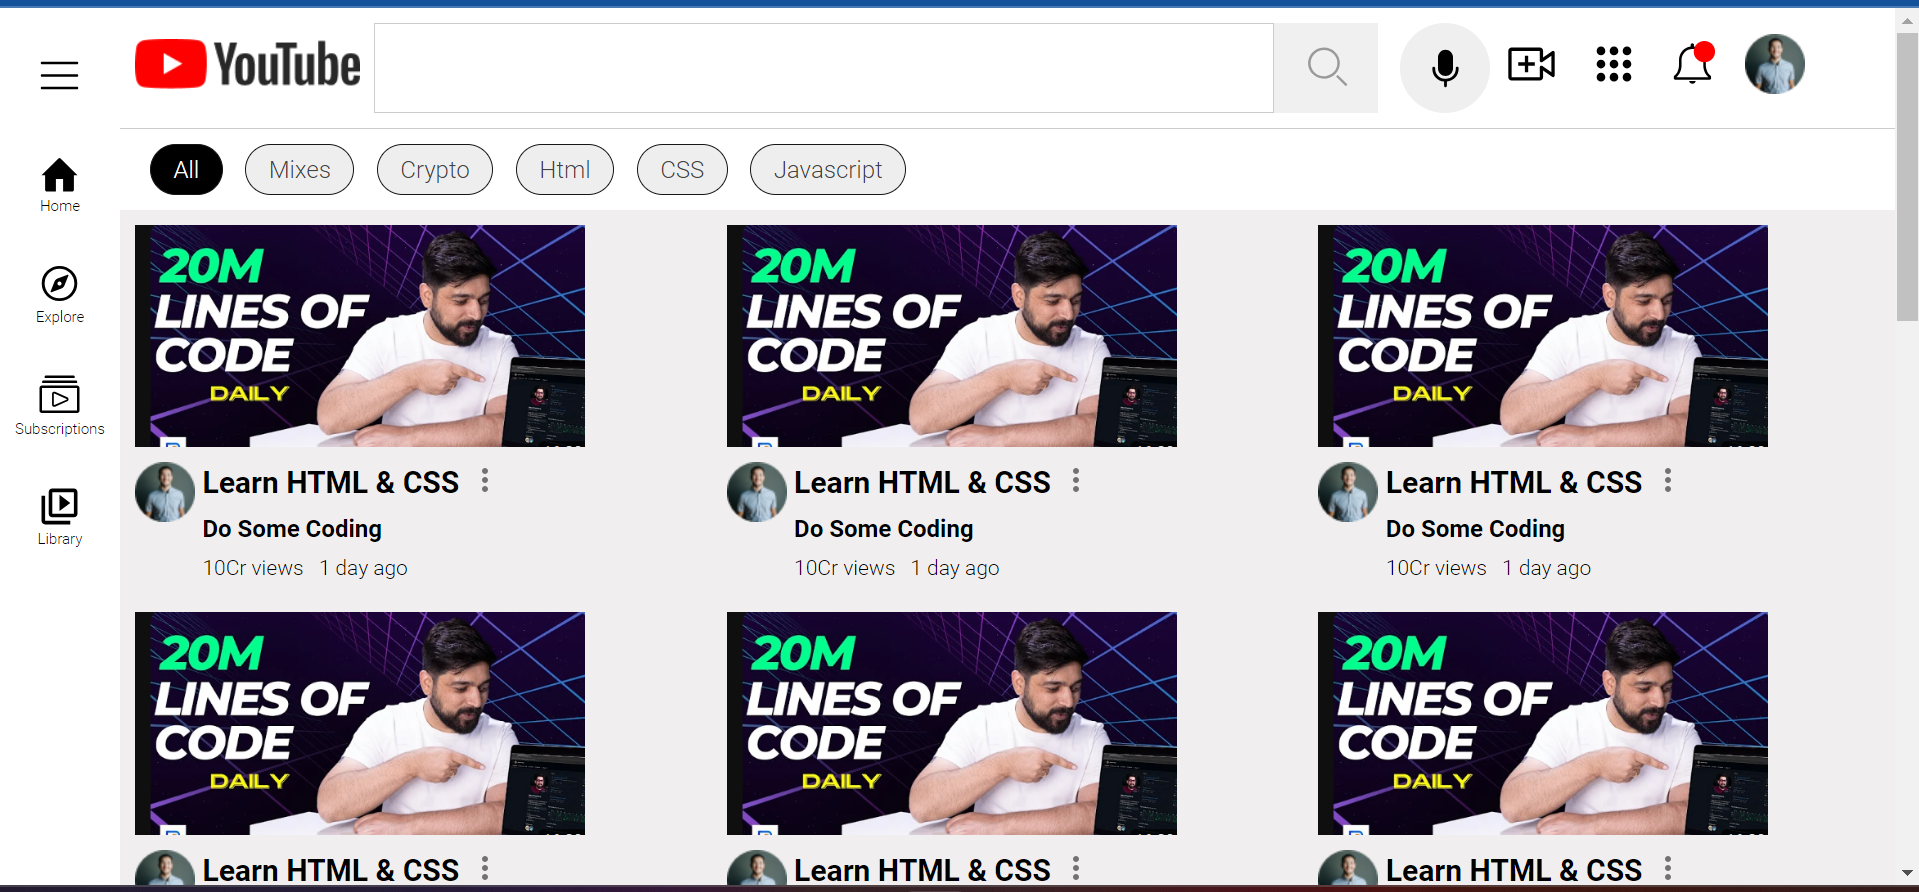 YouTube
All Mixes Crypto Html CSS Javascript
Home
Explore
Subscriptions
Library
20M
LINES OF
CODE
DAILY
Learn HTML & CSS
Do Some Coding
10Cr views 1 day ago
20M
LINES OF
CODE
DAILY
Learn HTML & CSS
Do Some Coding
10Cr views 1 day ago
20M
LINES OF
CODE
DAILY
Learn HTML & CSS
Do Some Coding
10Cr views 1 day ago
20M
LINES OF
CODE
DAILY
Learn HTML & CSS
20M
LINES OF
CODE
DAILY
Learn HTML & CSS
20M
LINES OF
CODE
DAILY
Learn HTML & CSS